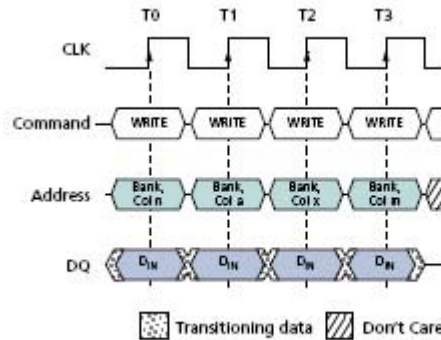 T0 T1 T2 T3
CLK
Command WRITE WRITE WRITE WRITE
Address Bank, Col n Bank, Col a Bank, Col x Bank, Col m
DQ DIN DIN DIN DIN
Transitioning data Don't Care